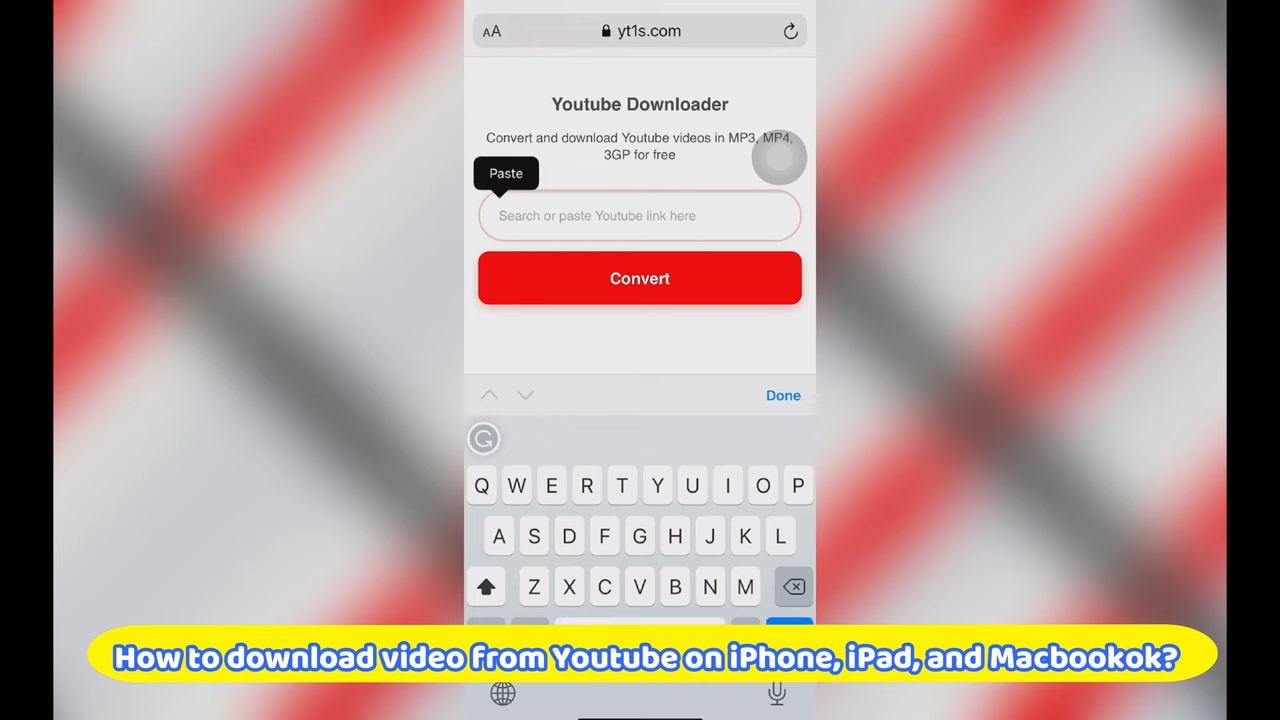 AA yt1s.com
Youtube Downloader
Convert and download Youtube videos in MP3, MP4,
3GP for free
Paste
Search or paste Youtube link here
Convert
Done
Q W E R T Y U I O P
A S D F G H J K L
Z X C V B N M
How to download video from Youtube on iPhone, iPad, and Macbookok?